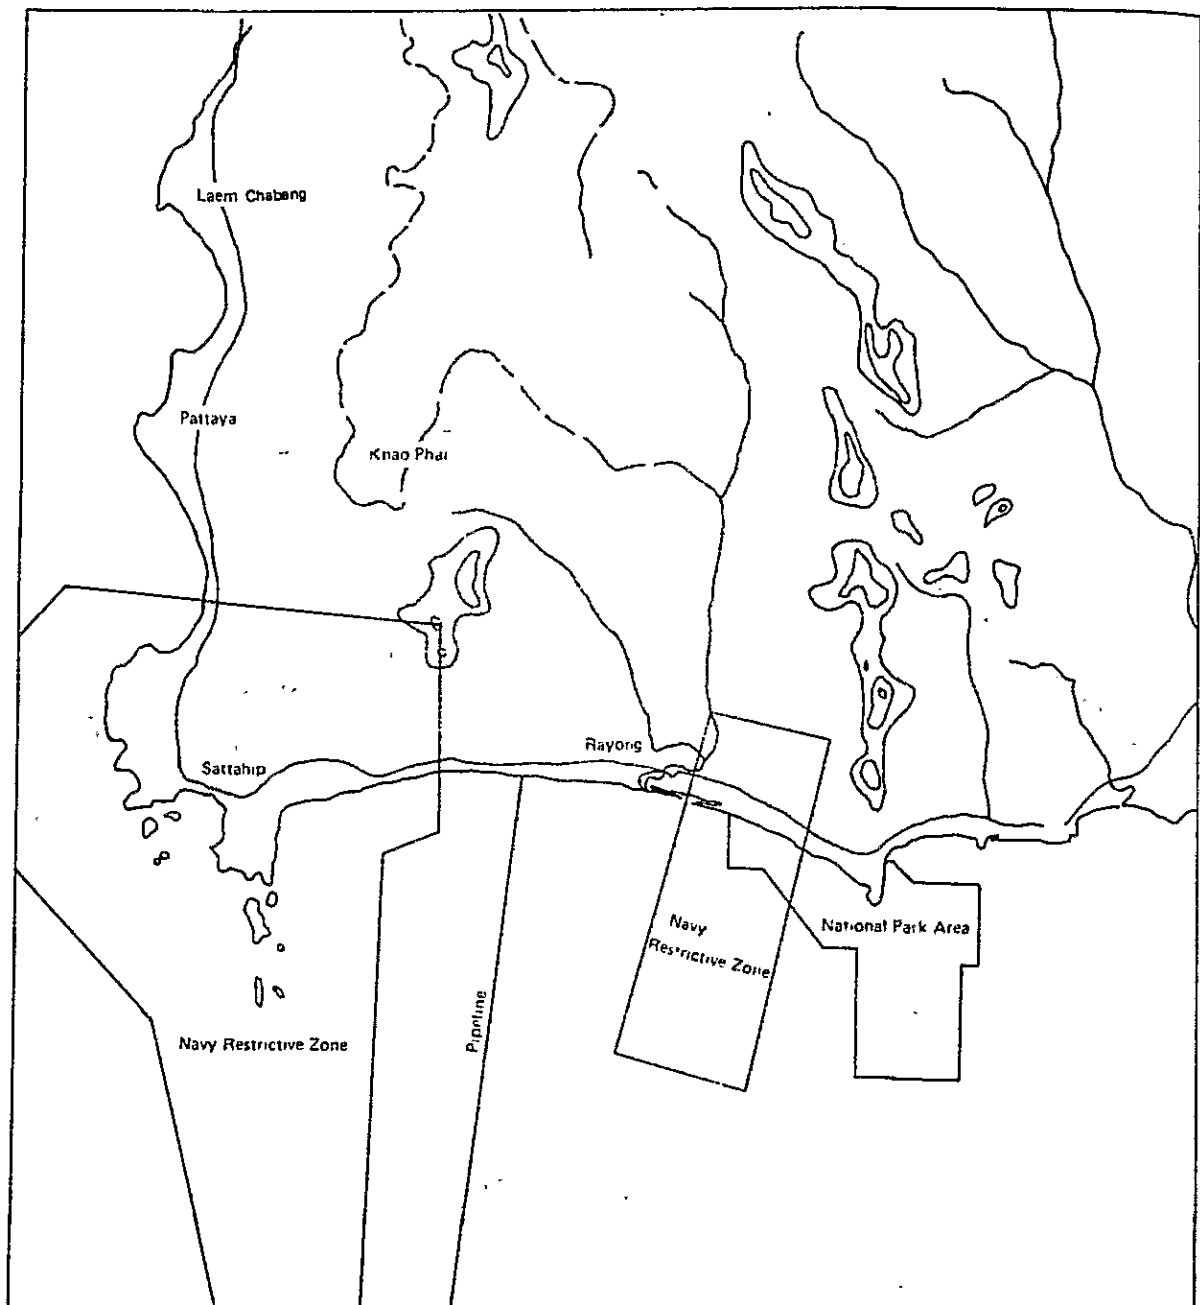 Laem Chabang
Pattaya
Knao Phai
Sattahip
Rayong
Navy
Restrictive Zone
National Park Area
Pipeline
Navy Restrictive Zone